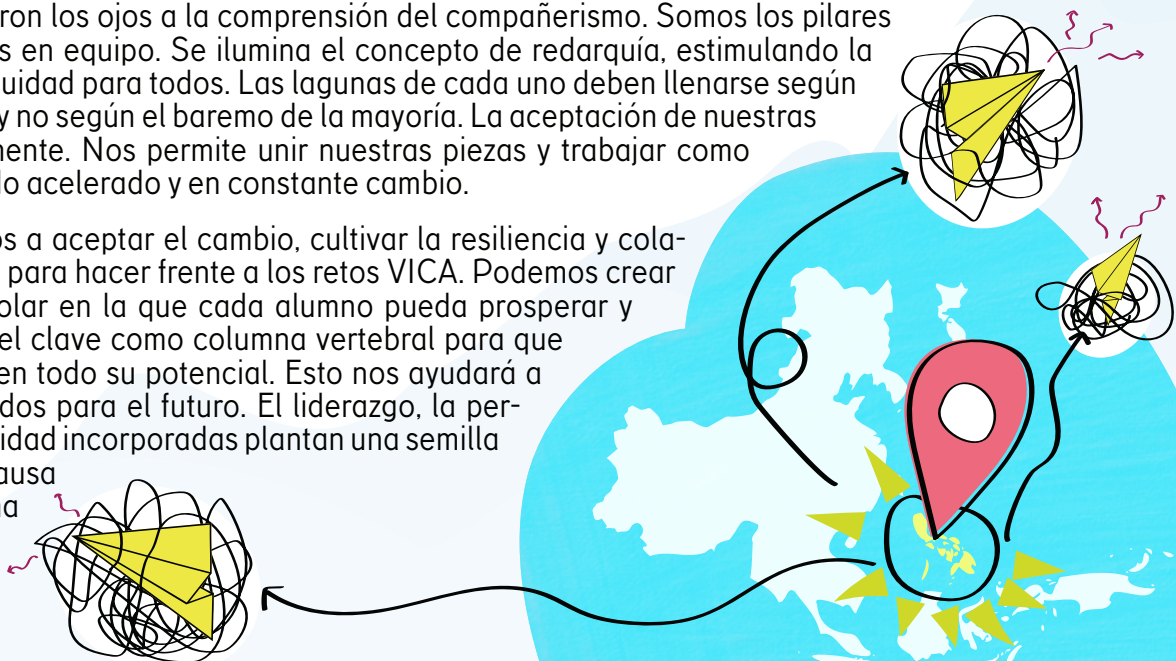 ron los ojos a la comprensión del compañerismo. Somos los pilares
s en equipo. Se ilumina el concepto de redarquía, estimulando la
uidad para todos. Las lagunas de cada uno deben llenarse según
y no según el baremo de la mayoría. La aceptación de nuestras
nente. Nos permite unir nuestras piezas y trabajar como
do acelerado y en constante cambio.
os a aceptar el cambio, cultivar la resiliencia y cola-
para hacer frente a los retos VICA. Podemos crear
olar en la que cada alumno pueda prosperar y
el clave como columna vertebral para que
en todo su potencial. Esto nos ayudará a
dos para el futuro. El liderazgo, la per-
idad incorporadas plantan una semilla
ausa
na